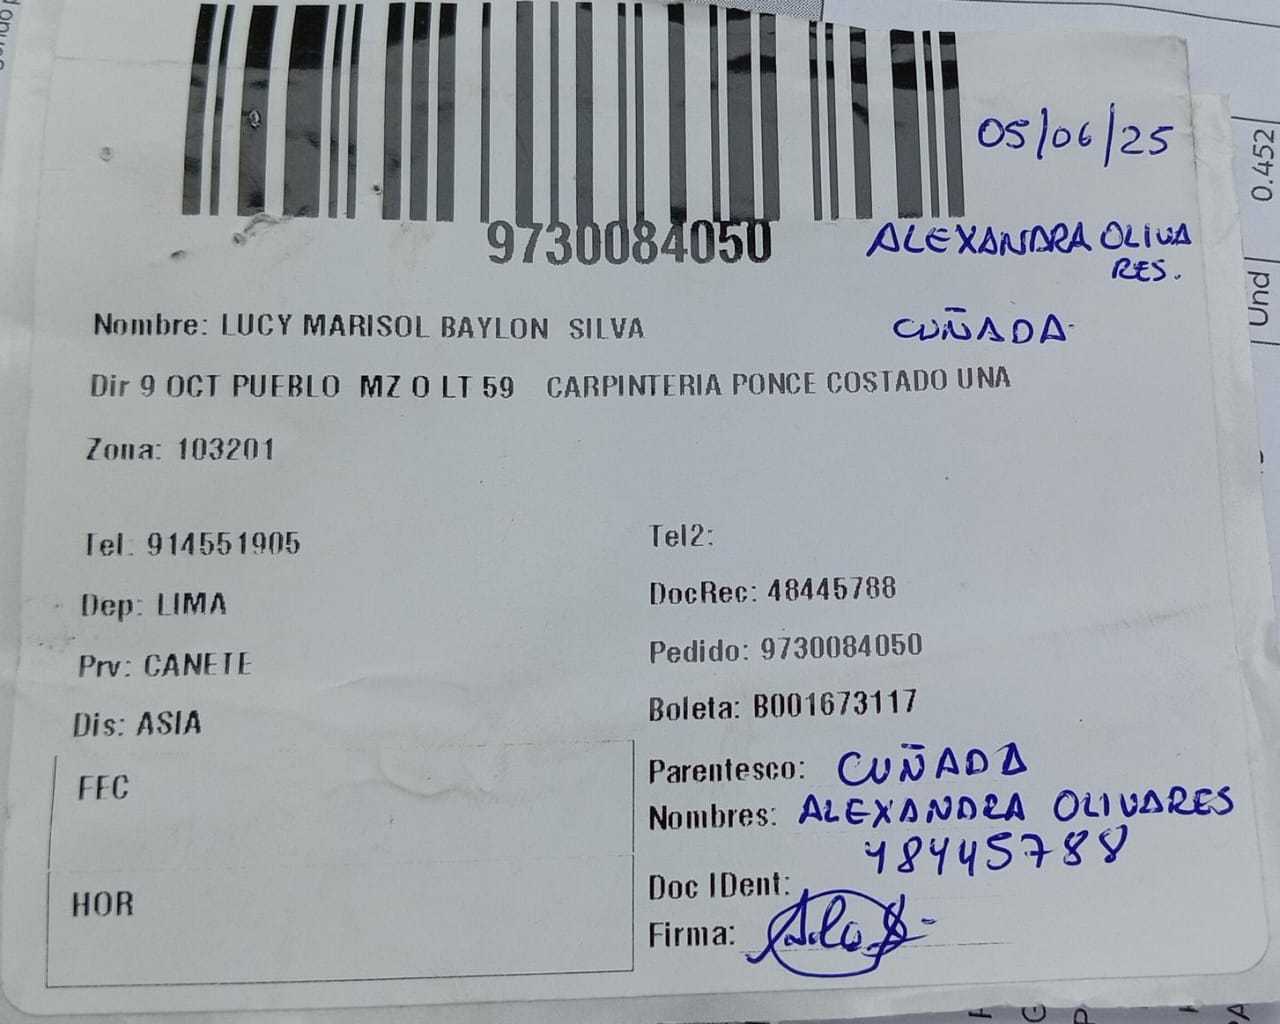 05/06/25
9730084050
ALEXANDRA OLIVA
RES.
Nombre: LUCY MARISOL BAYLON SILVA
CUÑADA
Dir 9 OCT PUEBLO MZ O LT 59 CARPINTERIA PONCE COSTADO UNA
Zona: 103201
Tel: 914551905
Tel2:
Dep: LIMA
DocRec: 48445788
Prv: CANETE
Pedido: 9730084050
Dis: ASIA
Boleta: B001673117
FEC
Parentesco: CUÑADA
Nombres: ALEXANDRA OLIVARES
48445788
Doc IDent:
HOR
Firma:
0.452
Und